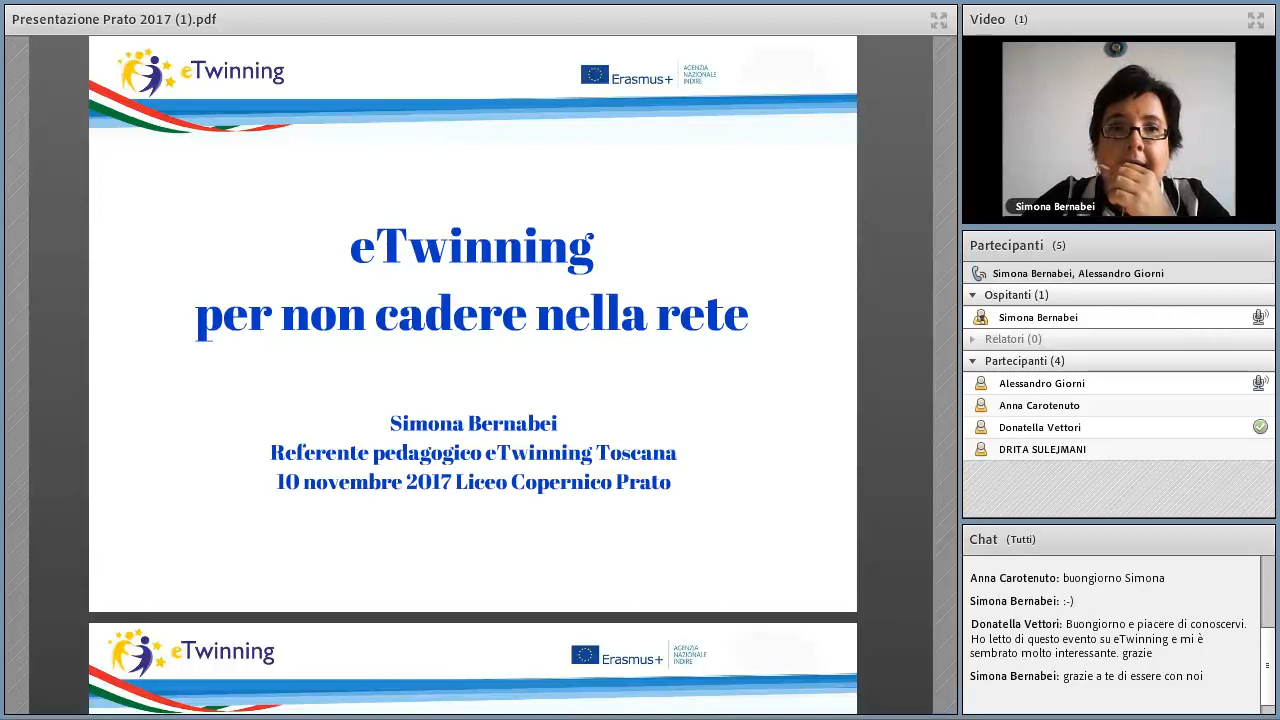 Presentazione Prato 2017 (1).pdf
eTwinning
Erasmus+
AGENZIA
NAZIONALE
INDIRE
eTwinning
per non cadere nella rete
Simona Bernabei
Referente pedagogico eTwinning Toscana
10 novembre 2017 Liceo Copernico Prato
eTwinning
Erasmus+
AGENZIA
NAZIONALE
INDIRE
Video (1)
Simona Bernabei
Partecipanti (5)
Simona Bernabei, Alessandro Giorni
Ospitanti (1)
Simona Bernabei
Relatori (0)
Partecipanti (4)
Alessandro Giorni
Anna Carotenuto
Donatella Vettori
DRITA SULEJMANI
Chat (Tutti)
Anna Carotenuto: buongiorno Simona
Simona Bernabei: :-)
Donatella Vettori: Buongiorno e piacere di conoscervi.
Ho letto di questo evento su eTwinning e mi è
sembrato molto interessante. grazie
Simona Bernabei: grazie a te di essere con noi